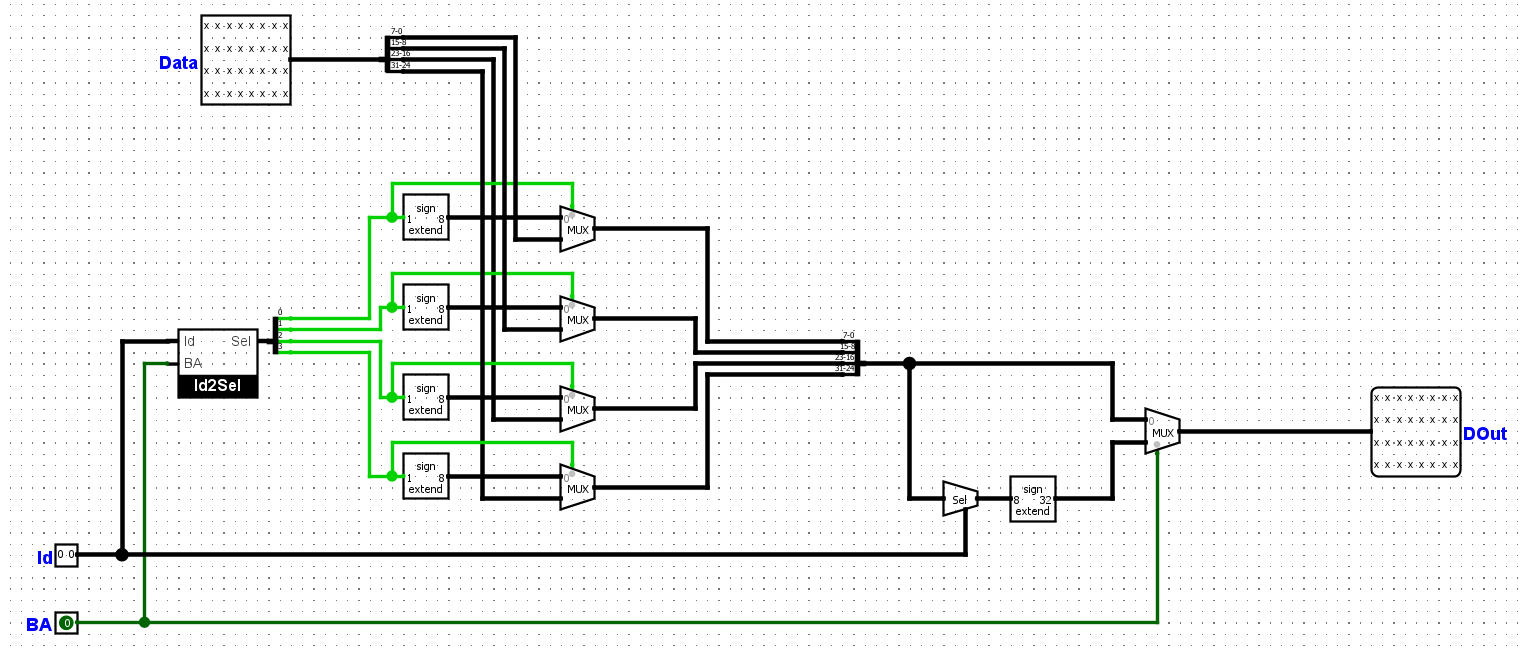 x x x x x x x x
x x x x x x x x
x x x x x x x x
x x x x x x x x
Data
7-0
15-8
23-16
31-24
sign
1 8
extend
0
MUX
sign
1 8
extend
0
MUX
0
1
2
3
Id Sel
BA
Id2Sel
7-0
15-8
23-16
31-24
sign
1 8
extend
0
MUX
sign
1 8
extend
0
MUX
0
MUX
x x x x x x x x
x x x x x x x x
x x x x x x x x
x x x x x x x x
DOut
Sel
sign
8 32
extend
Id
0 0
BA
0